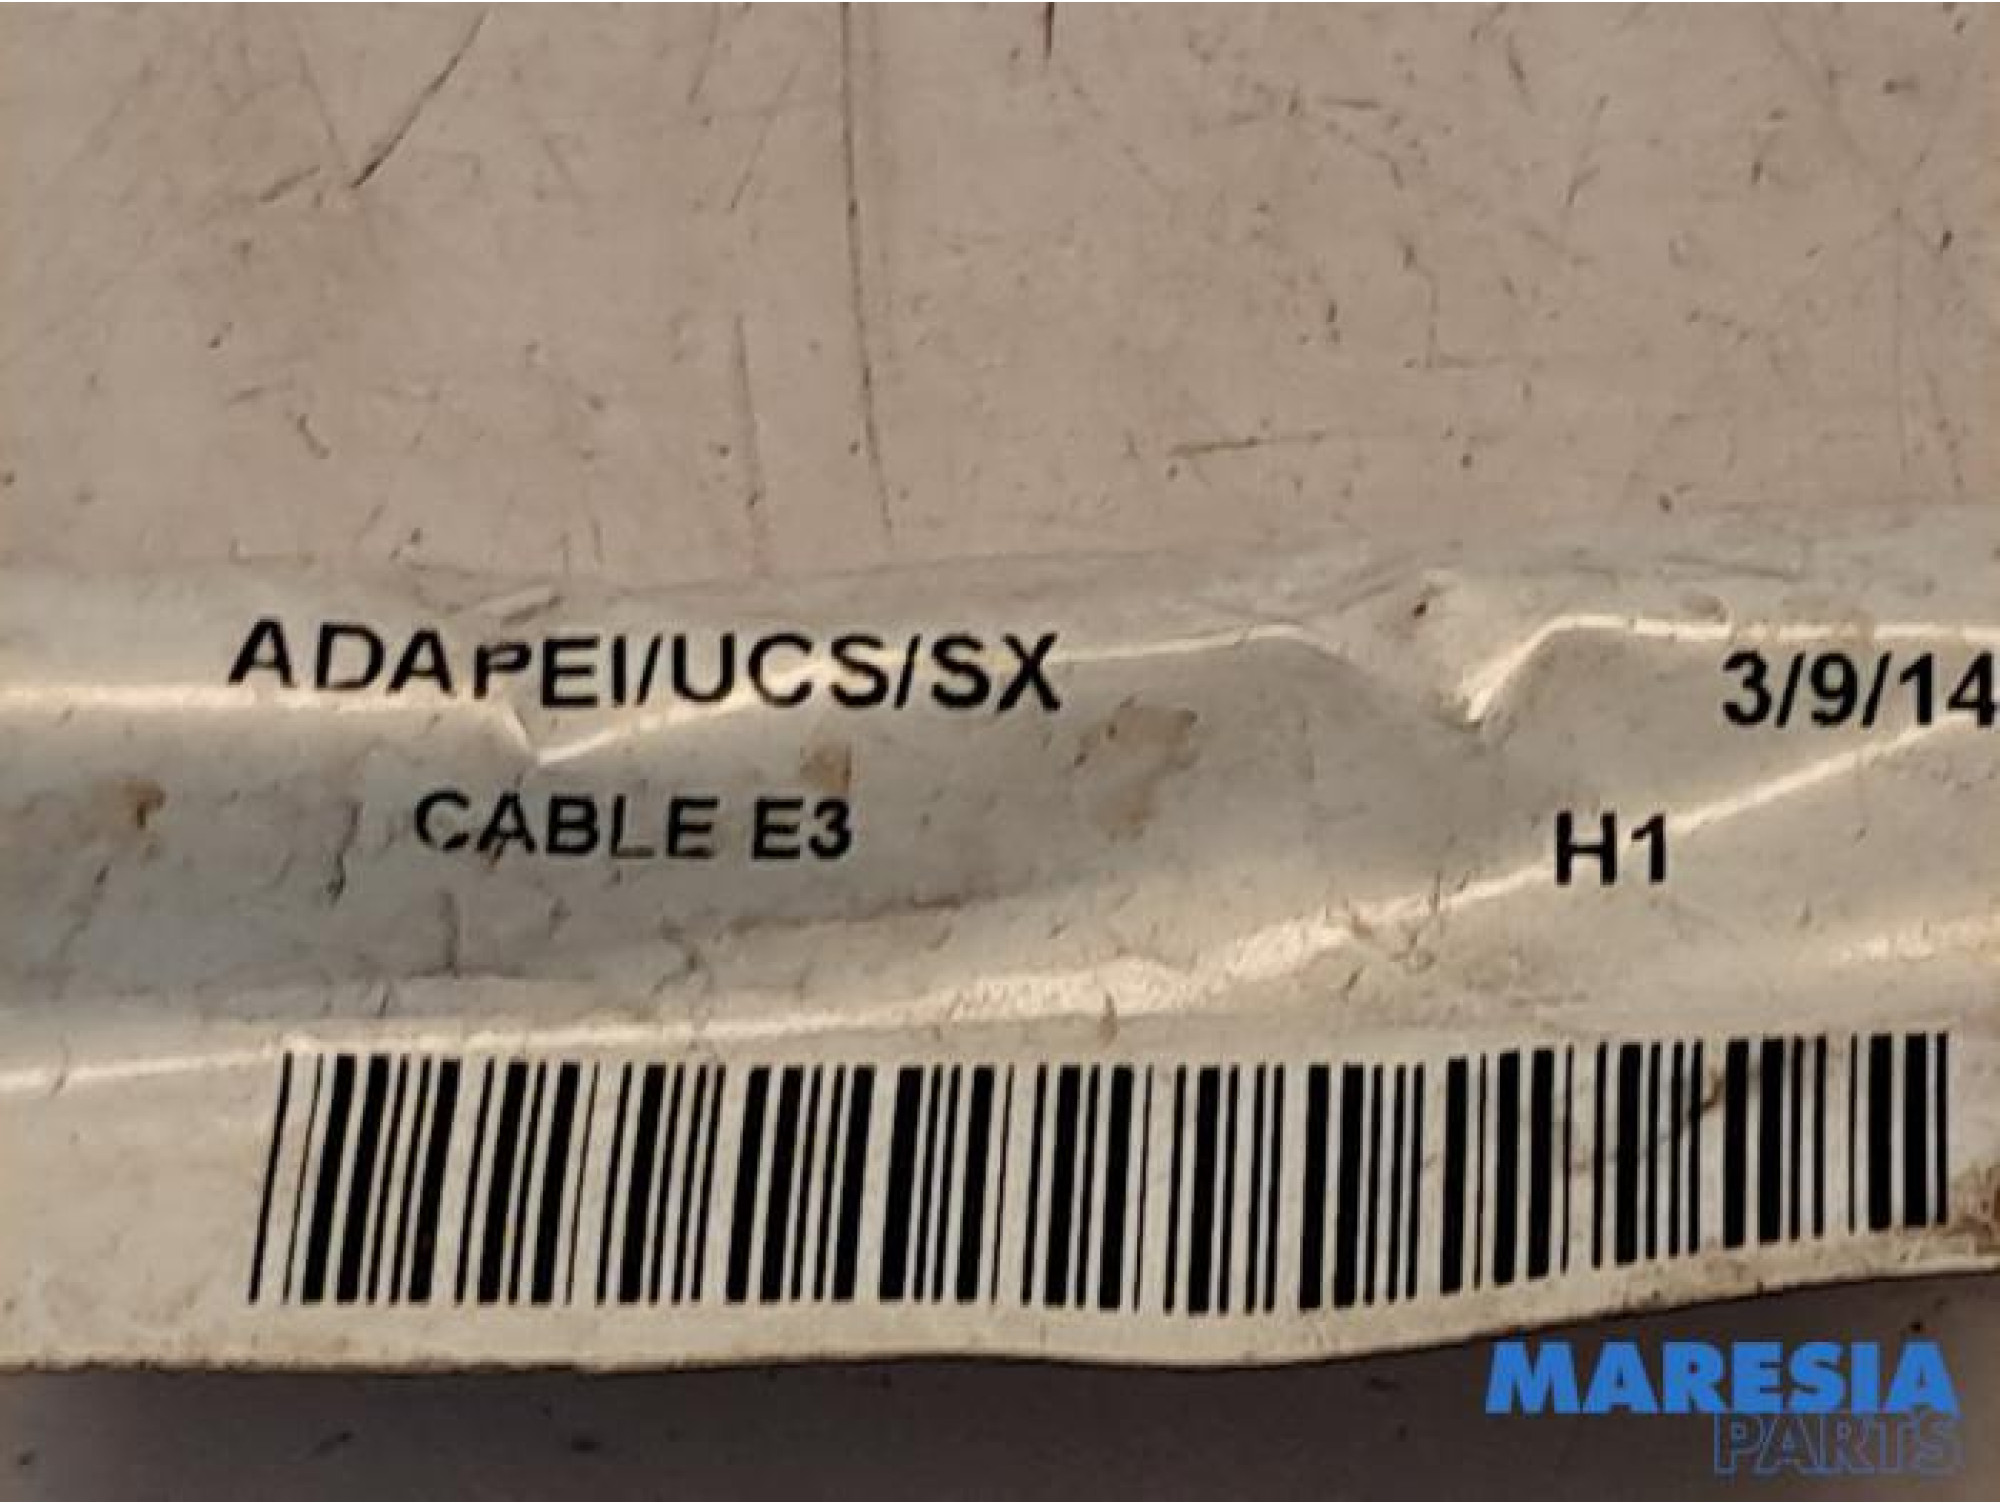 ADAPEI/UCS/SX 3/9/14
CABLE E3 H1
MARESIA
PARTS